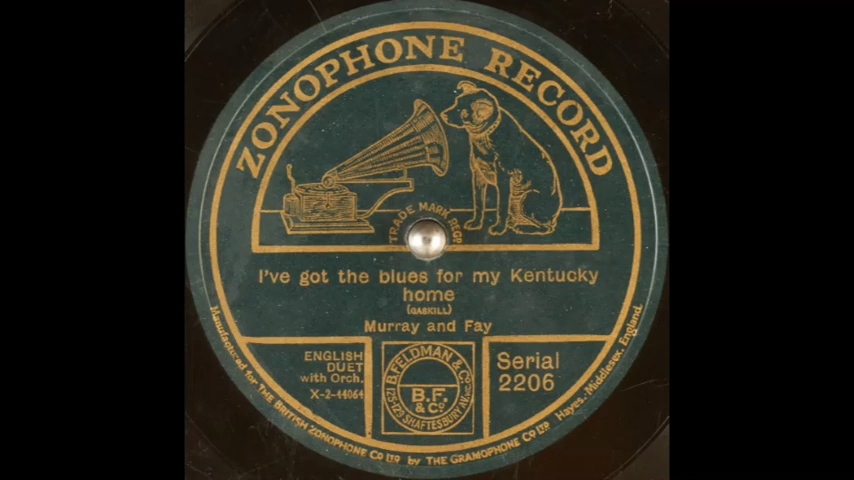 ZONOPHONE RECORD
TRADE MARK REGD
I've got the blues for my Kentucky
home
(GASKILL)
Murray and Fay
ENGLISH
DUET
with Orch.
X-2-44064
B. FELDMAN & CO.
B.F.
& Co.
125-129 SHAFTESBURY AV. W.C.
Serial
2206
Manufactured for THE BRITISH ZONOPHONE CO LTD by THE GRAMOPHONE CO LTD Hayes, Middlesex, England.